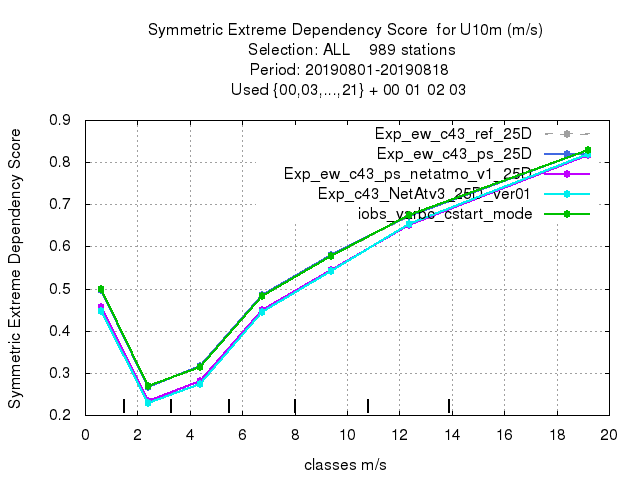 Symmetric Extreme Dependency Score  for U10m (m/s)
Selection: ALL    989 stations
Period: 20190801-20190818
Used {00,03,...,21} + 00 01 02 03
Symmetric Extreme Dependency Score
0.9
0.8
0.7
0.6
0.5
0.4
0.3
0.2
Exp_ew_c43_ref_25D
Exp_ew_c43_ps_25D
Exp_ew_c43_ps_netatmo_v1_25D
Exp_c43_NetAtv3_25D_ver01
iobs_varbc_cstart_mode
0 2 4 6 8 10 12 14 16 18 20
classes m/s